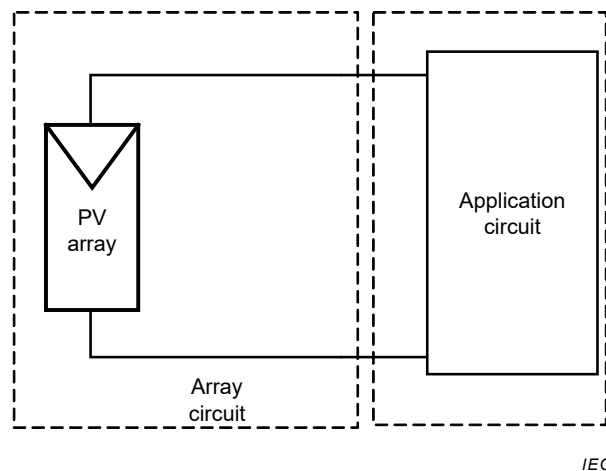 PV
array
Application
circuit
Array
circuit
IEC